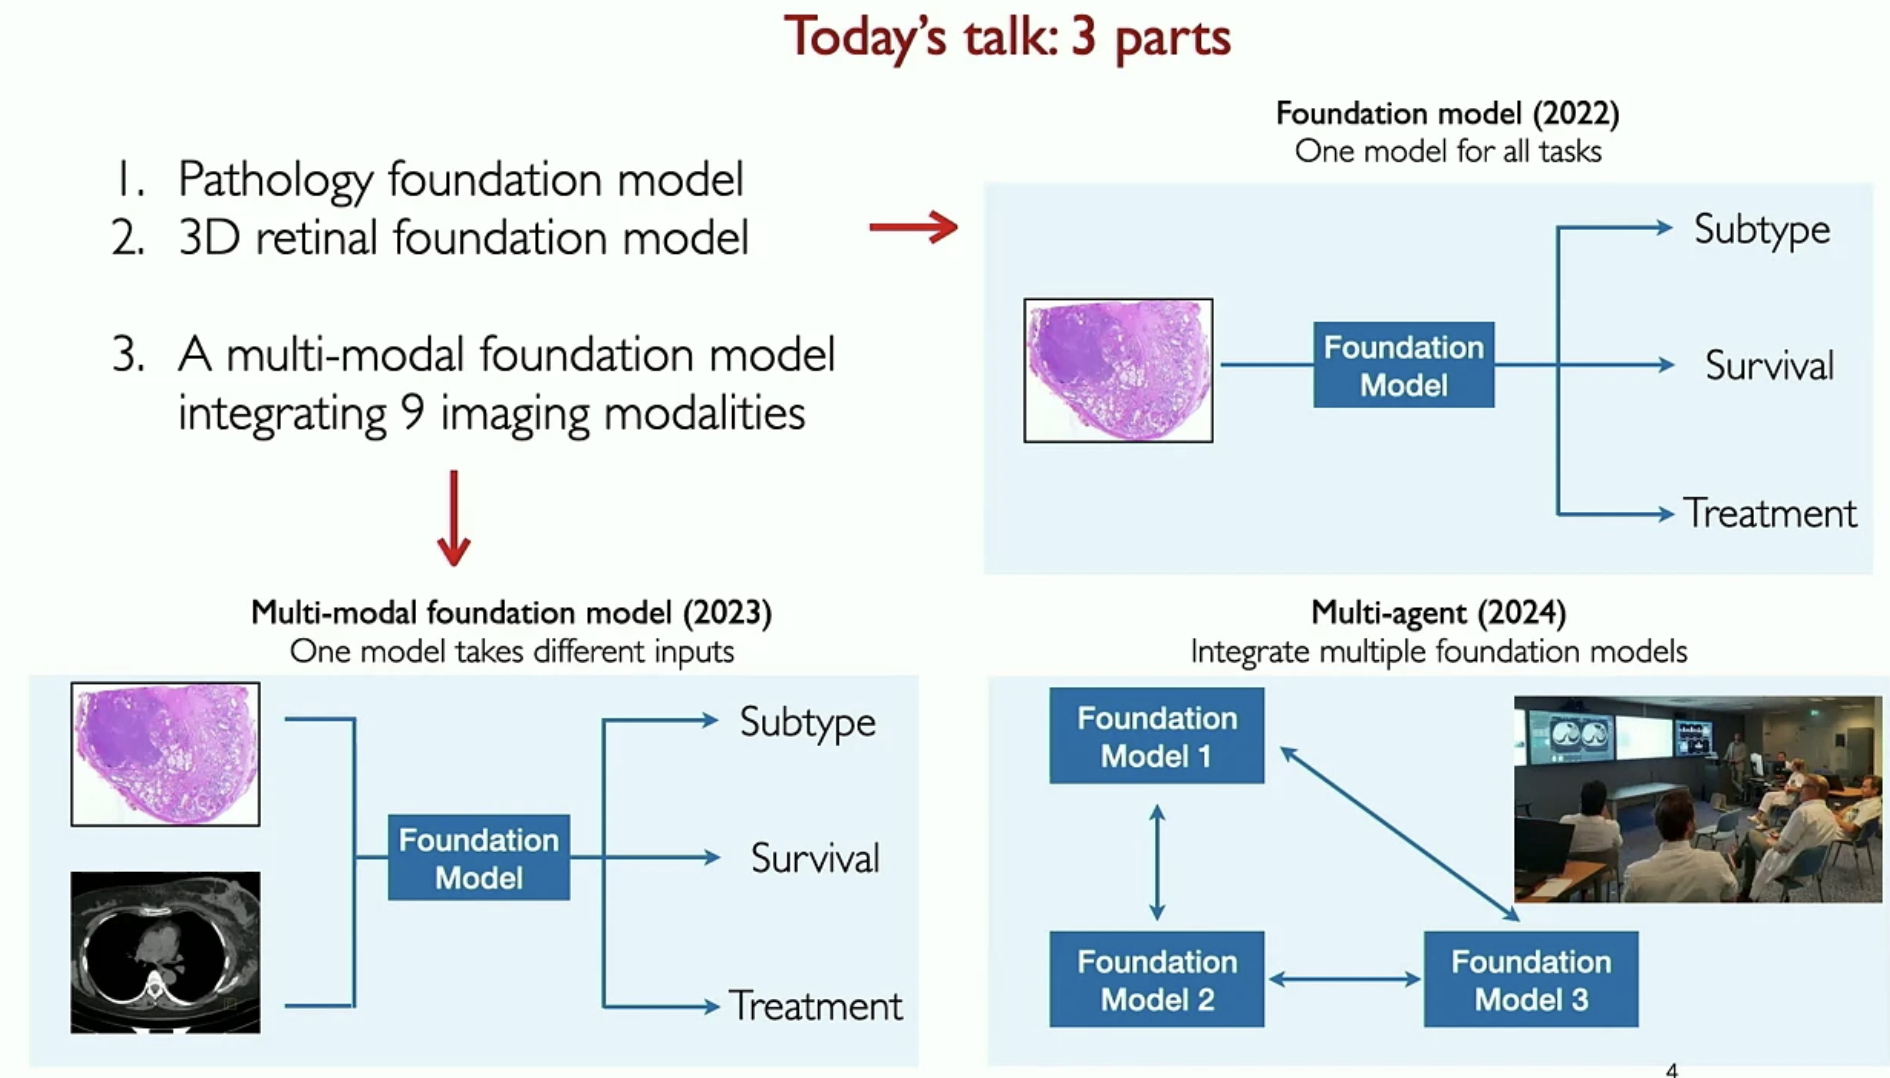 Today's talk: 3 parts
1. Pathology foundation model
2. 3D retinal foundation model
3. A multi-modal foundation model
integrating 9 imaging modalities
Foundation model (2022)
One model for all tasks
Foundation
Model
Subtype
Survival
Treatment
Multi-modal foundation model (2023)
One model takes different inputs
Foundation
Model
Subtype
Survival
Treatment
Multi-agent (2024)
Integrate multiple foundation models
Foundation
Model 1
Foundation
Model 2
Foundation
Model 3
4